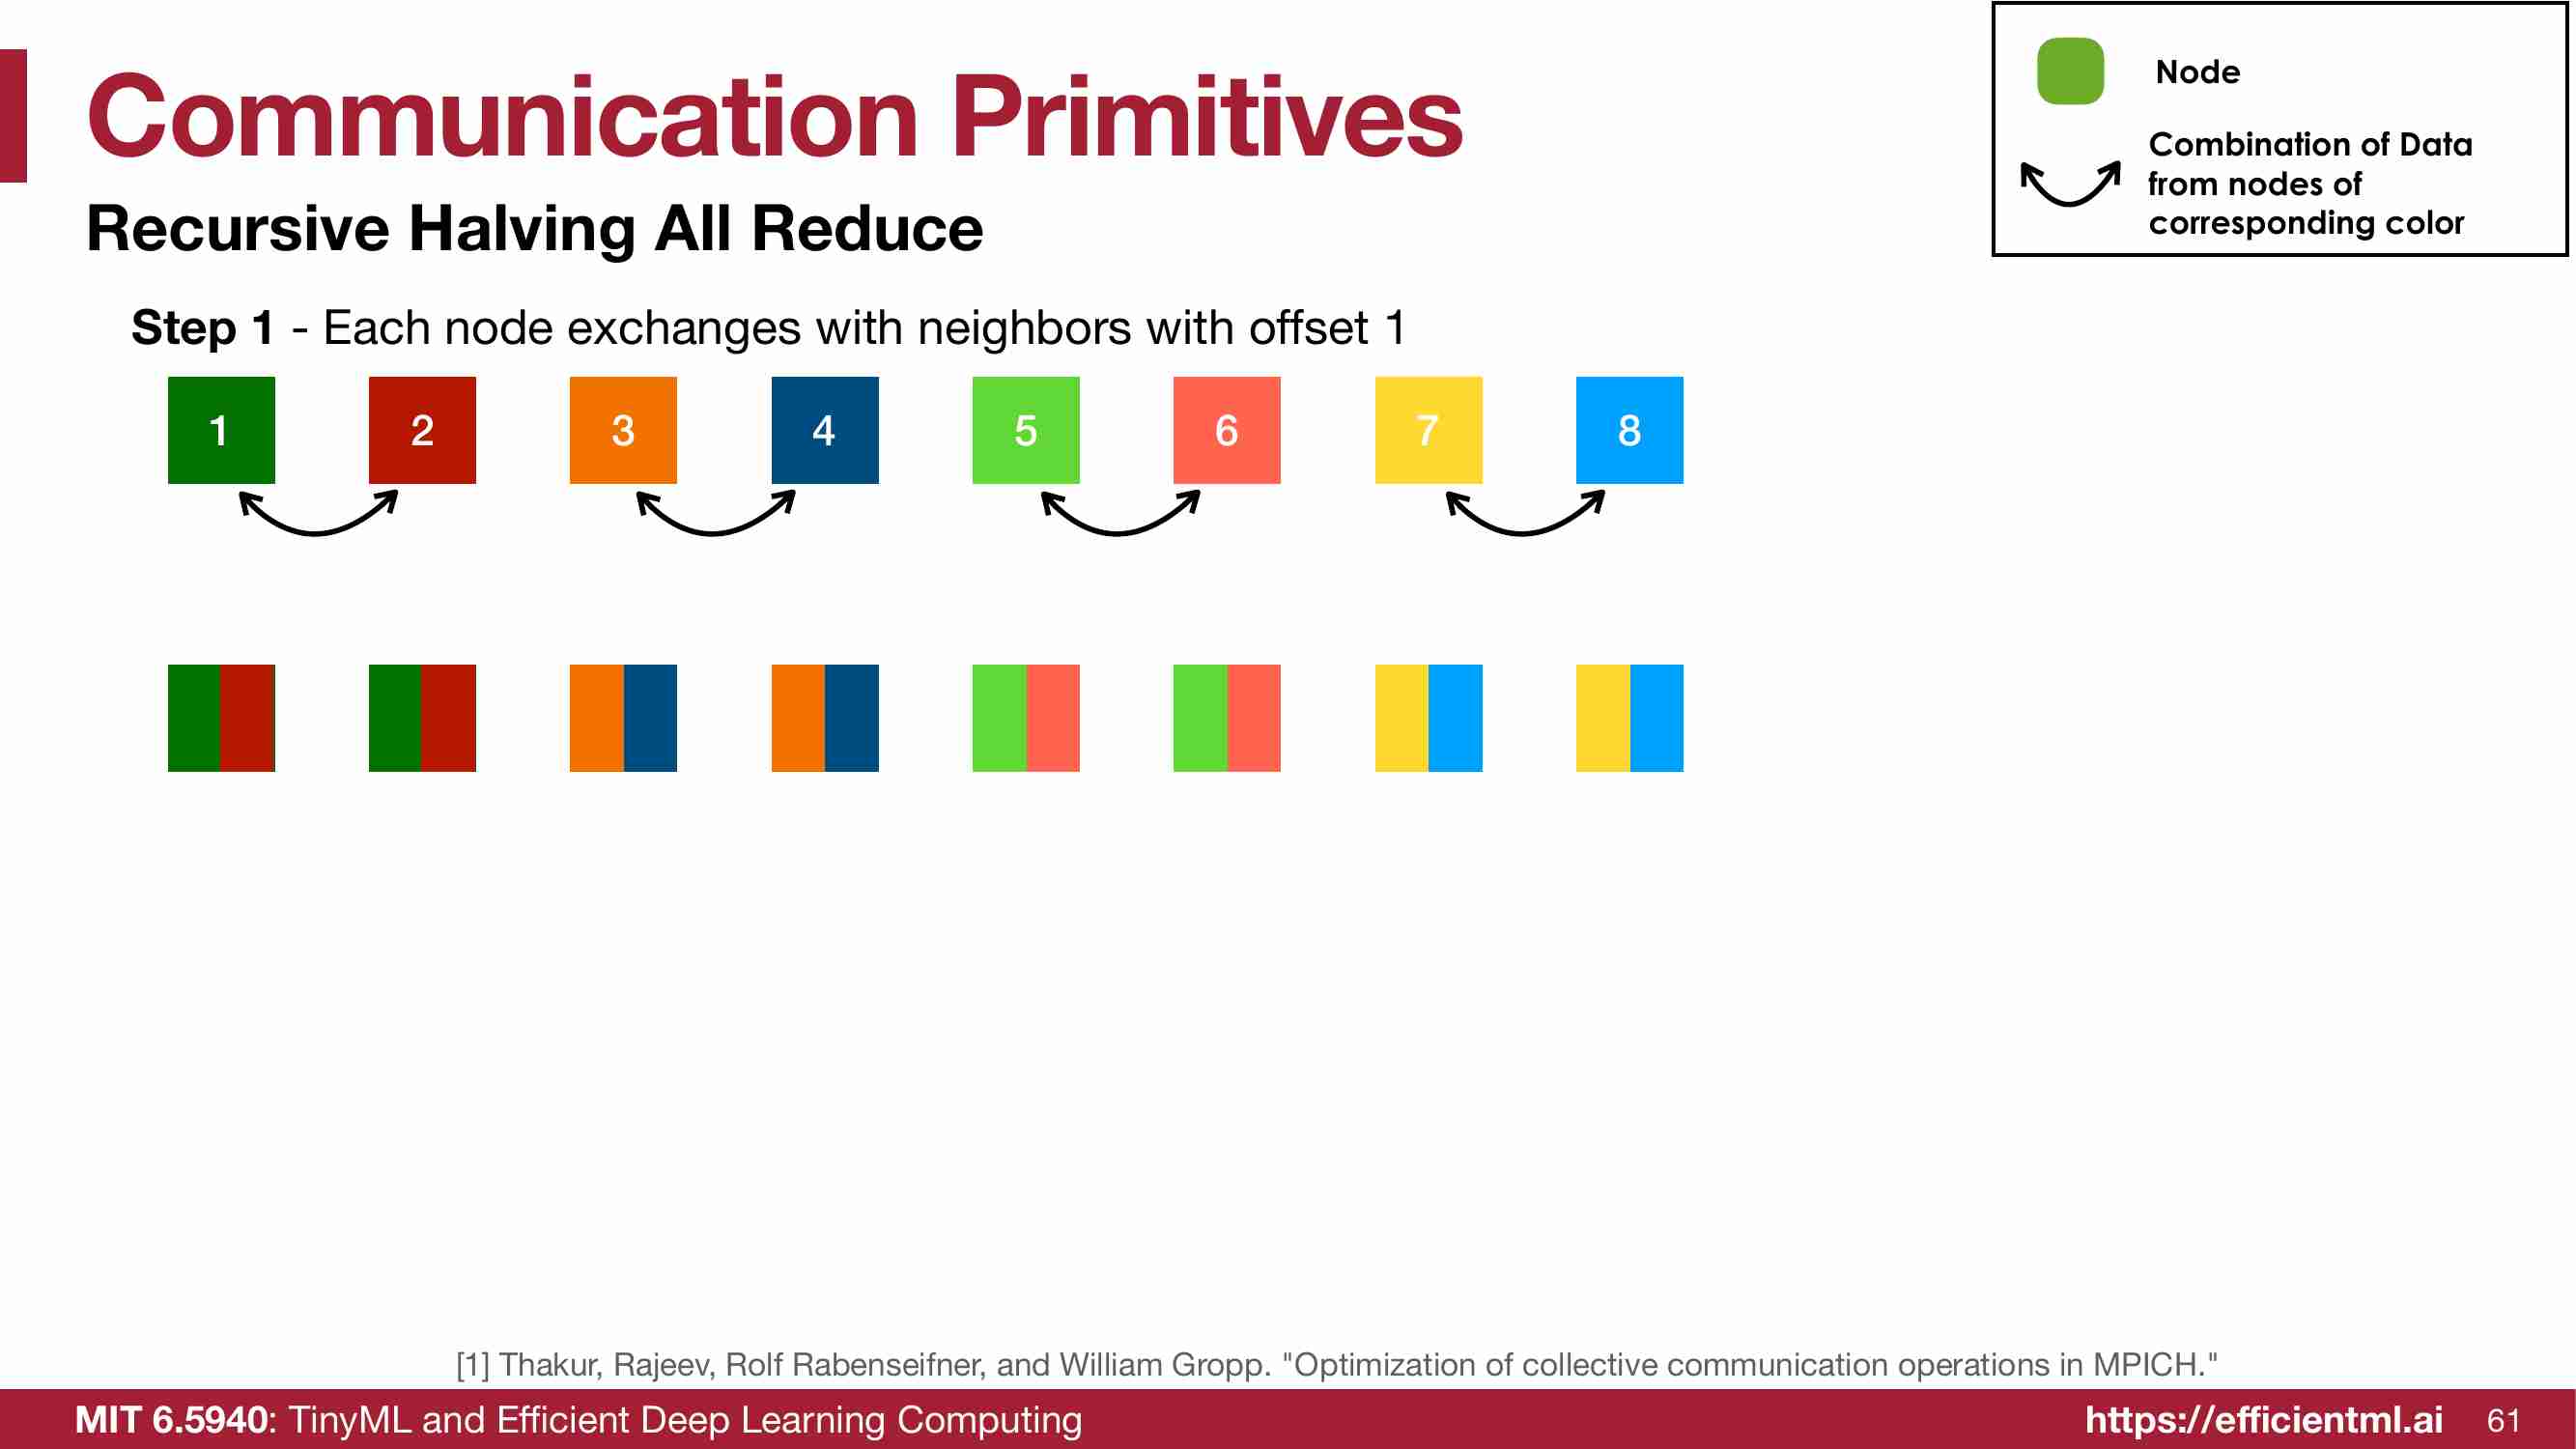 Communication Primitives
Recursive Halving All Reduce
Node
Combination of Data
from nodes of
corresponding color
Step 1 - Each node exchanges with neighbors with offset 1
1 2 3 4 5 6 7 8
[1] Thakur, Rajeev, Rolf Rabenseifner, and William Gropp. "Optimization of collective communication operations in MPICH."
MIT 6.5940: TinyML and Efficient Deep Learning Computing
https://efficientml.ai 61